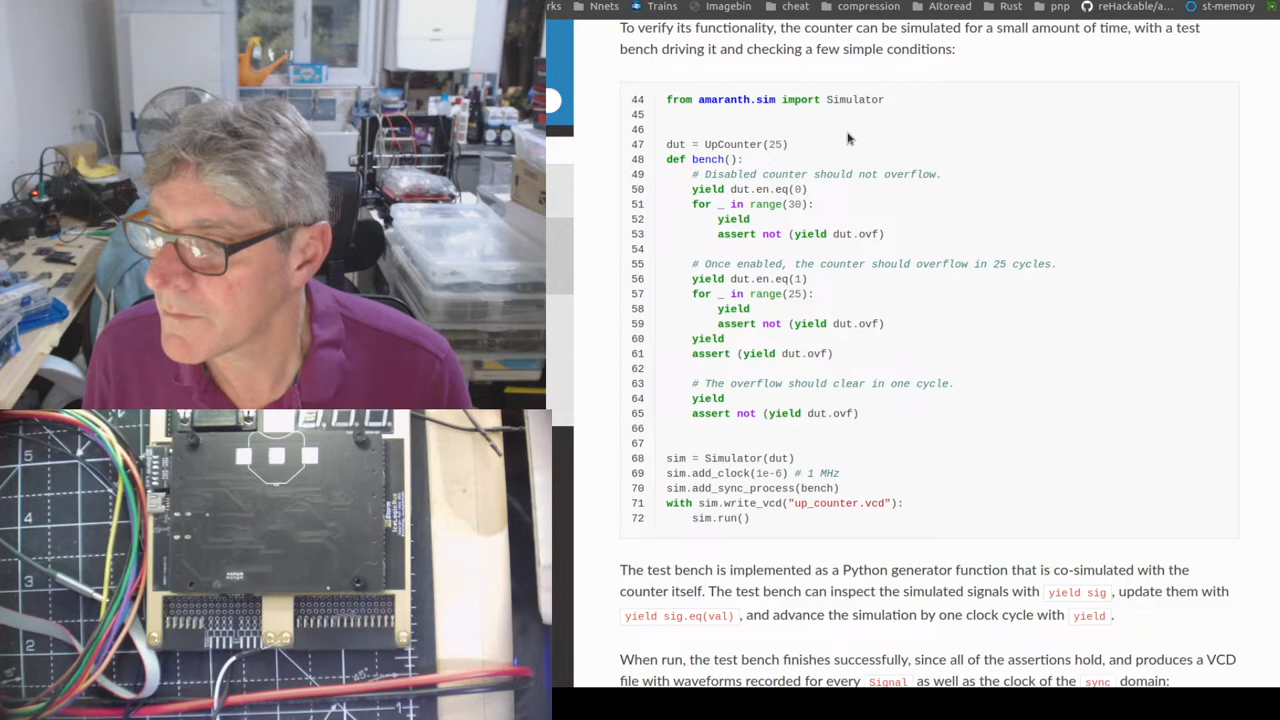 rks Nnets Trains Imagebin cheat compression AItoread Rust pnp reHackable/a... st-memory
To verify its functionality, the counter can be simulated for a small amount of time, with a test
bench driving it and checking a few simple conditions:
44 from amaranth.sim import Simulator
45
46
47 dut = UpCounter(25)
48 def bench():
49 # Disabled counter should not overflow.
50 yield dut.en.eq(0)
51 for _ in range(30):
52 yield
53 assert not (yield dut.ovf)
54
55 # Once enabled, the counter should overflow in 25 cycles.
56 yield dut.en.eq(1)
57 for _ in range(25):
58 yield
59 assert not (yield dut.ovf)
60 yield
61 assert (yield dut.ovf)
62
63 # The overflow should clear in one cycle.
64 yield
65 assert not (yield dut.ovf)
66
67
68 sim = Simulator(dut)
69 sim.add_clock(1e-6) # 1 MHz
70 sim.add_sync_process(bench)
71 with sim.write_vcd("up_counter.vcd"):
72 sim.run()
The test bench is implemented as a Python generator function that is co-simulated with the
counter itself. The test bench can inspect the simulated signals with yield sig, update them with
yield sig.eq(val), and advance the simulation by one clock cycle with yield.
When run, the test bench finishes successfully, since all of the assertions hold, and produces a VCD
file with waveforms recorded for every Signal as well as the clock of the sync domain:
5
4
3
2
IceLogicBus